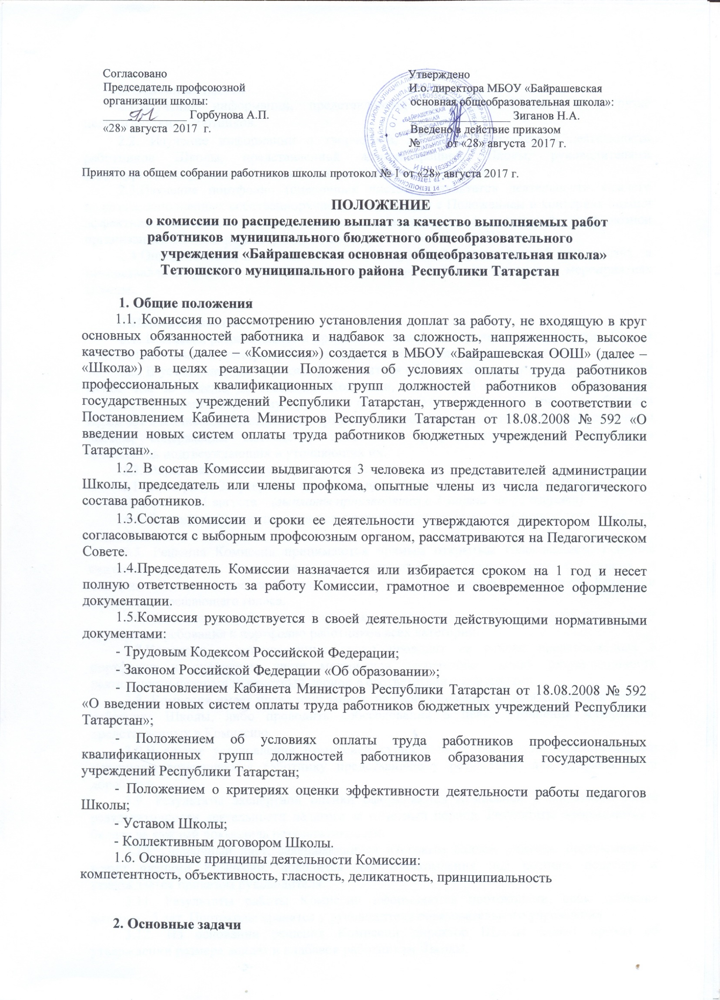 Согласовано
Председатель профсоюзной
организации школы:
______________ Горбунова А.П.
«28» августа 2017 г.
Утверждено
И.о. директора МБОУ «Байрашевская
основная общеобразовательная школа»:
_________________ Зиганов Н.А.
Введено в действие приказом
№ от «28» августа 2017 г.
ОГРН
«БАЙРАШЕВСКАЯ
ОСНОВНАЯ
МУНИЦИПАЛЬНОГО РАЙОНА
РЕСПУБЛИКИ ТАТАРСТАН
ИНН 1638003068
Принято на общем собрании работников школы протокол № 1 от «28» августа 2017 г.
ПОЛОЖЕНИЕ
о комиссии по распределению выплат за качество выполняемых работ
работников муниципального бюджетного общеобразовательного
учреждения «Байрашевская основная общеобразовательная школа»
Тетюшского муниципального района Республики Татарстан
1. Общие положения
1.1. Комиссия по рассмотрению установления доплат за работу, не входящую в круг
основных обязанностей работника и надбавок за сложность, напряженность, высокое
качество работы (далее – «Комиссия») создается в МБОУ «Байрашевская ООШ» (далее –
«Школа») в целях реализации Положения об условиях оплаты труда работников
профессиональных квалификационных групп должностей работников образования
государственных учреждений Республики Татарстан, утвержденного в соответствии с
Постановлением Кабинета Министров Республики Татарстан от 18.08.2008 № 592 «О
введении новых систем оплаты труда работников бюджетных учреждений Республики
Татарстан».
1.2. В состав Комиссии выдвигаются 3 человека из представителей администрации
Школы, председатель или члены профкома, опытные члены из числа педагогического
состава работников.
1.3.Состав комиссии и сроки ее деятельности утверждаются директором Школы,
согласовываются с выборным профсоюзным органом, рассматриваются на Педагогическом
Совете.
1.4.Председатель Комиссии назначается или избирается сроком на 1 год и несет
полную ответственность за работу Комиссии, грамотное и своевременное оформление
документации.
1.5.Комиссия руководствуется в своей деятельности действующими нормативными
документами:
- Трудовым Кодексом Российской Федерации;
- Законом Российской Федерации «Об образовании»;
- Постановлением Кабинета Министров Республики Татарстан от 18.08.2008 № 592
«О введении новых систем оплаты труда работников бюджетных учреждений Республики
Татарстан»;
- Положением об условиях оплаты труда работников профессиональных
квалификационных групп должностей работников образования государственных
учреждений Республики Татарстан;
- Положением о критериях оценки эффективности деятельности работы педагогов
Школы;
- Уставом Школы;
- Коллективным договором Школы.
1.6. Основные принципы деятельности Комиссии:
компетентность, объективность, гласность, деликатность, принципиальность
2. Основные задачи